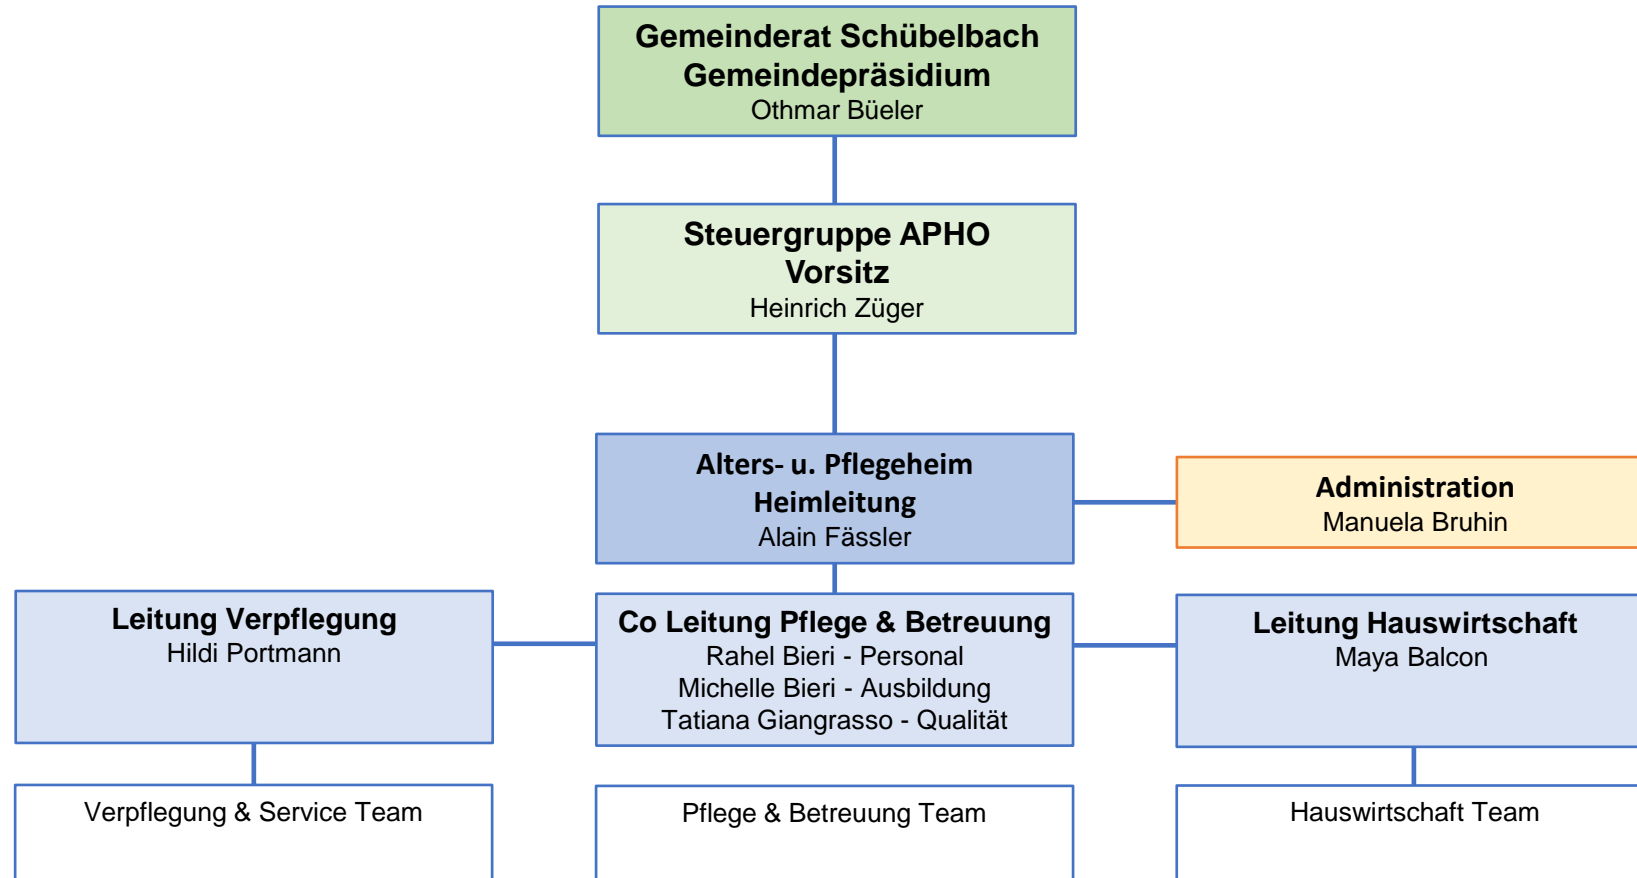 Gemeinderat Schübelbach
Gemeindepräsidium
Othmar Büeler
Steuergruppe APHO
Vorsitz
Heinrich Züger
Alters- u. Pflegeheim
Heimleitung
Alain Fässler
Administration
Manuela Bruhin
Leitung Verpflegung
Hildi Portmann
Co Leitung Pflege & Betreuung
Rahel Bieri - Personal
Michelle Bieri - Ausbildung
Tatiana Giangrasso - Qualität
Leitung Hauswirtschaft
Maya Balcon
Verpflegung & Service Team
Pflege & Betreuung Team
Hauswirtschaft Team